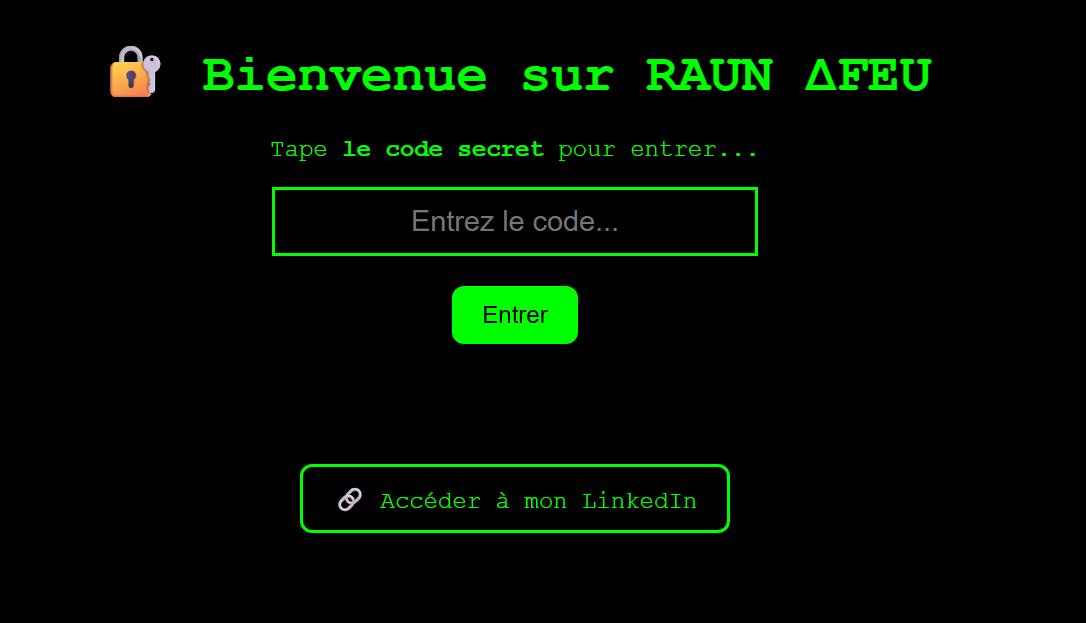 Bienvenue sur RAUN ΔFEU
Tape le code secret pour entrer...
Entrez le code...
Entrer
Accéder à mon LinkedIn